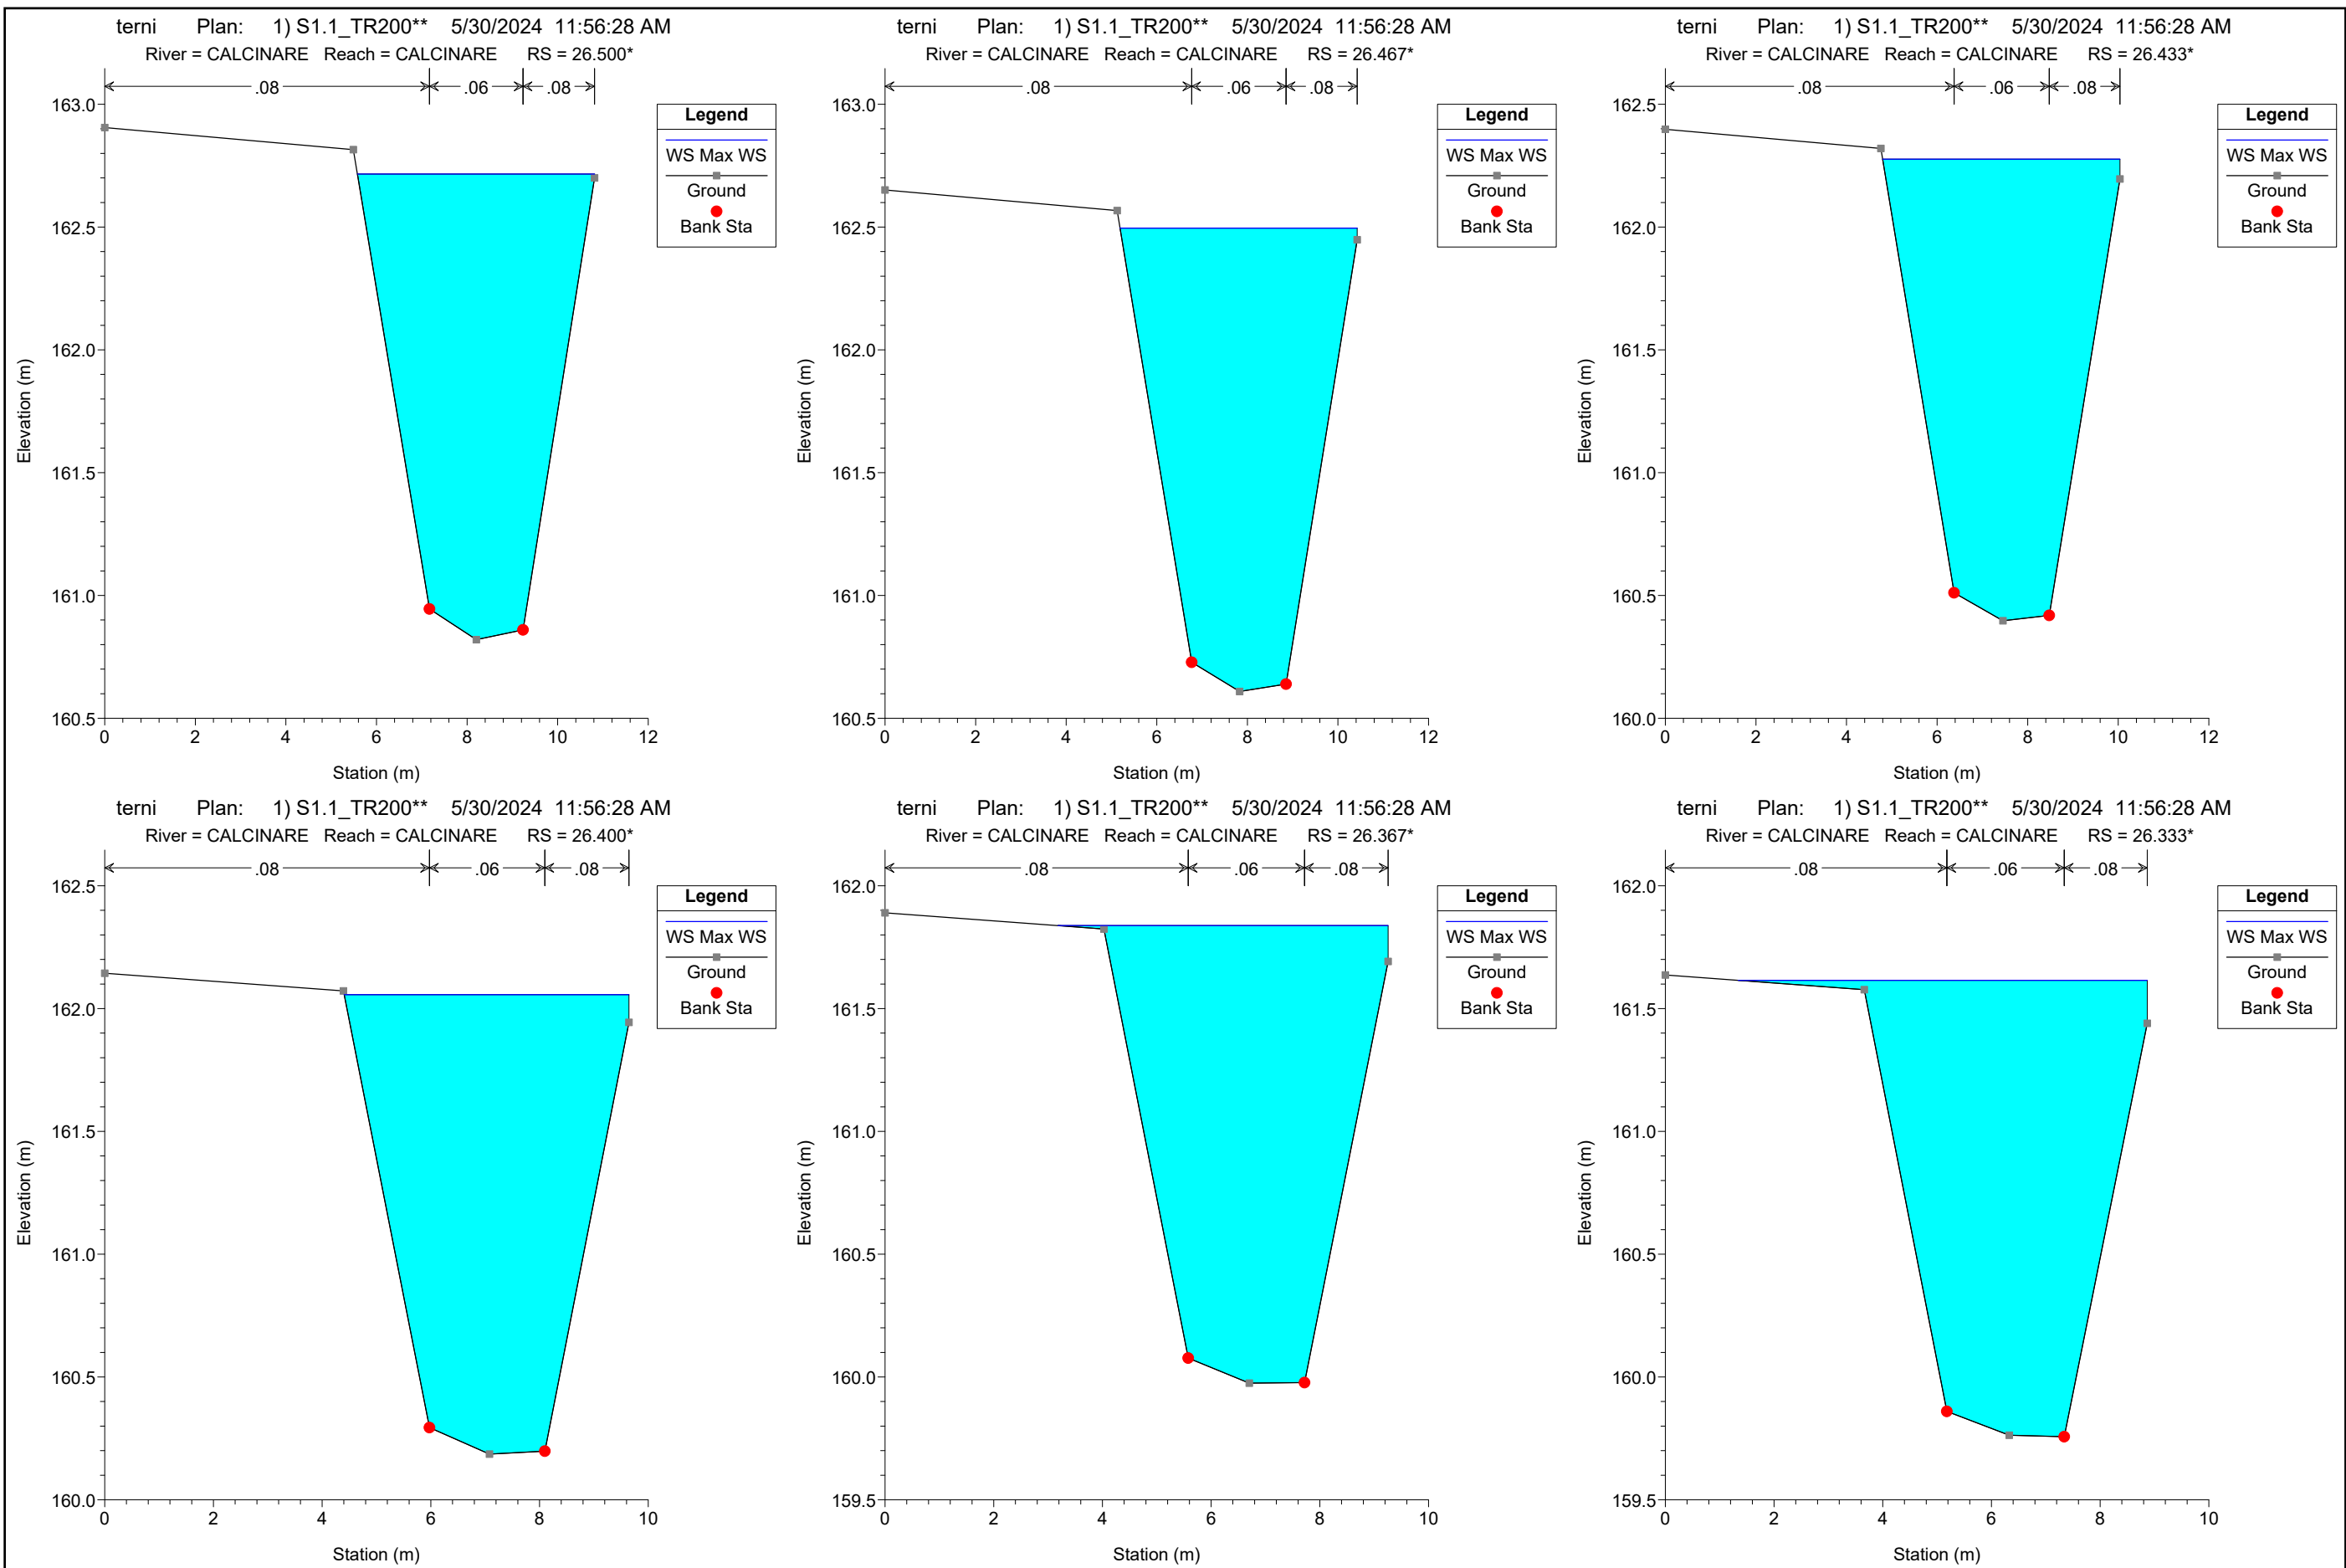 terni Plan: 1) S1.1_TR200** 5/30/2024 11:56:28 AM
River = CALCINARE Reach = CALCINARE RS = 26.500*
.08 .06 .08
163.0
162.5
162.0
161.5
161.0
160.5
0 2 4 6 8 10 12
Station (m)
Elevation (m)
Legend
WS Max WS
Ground
Bank Sta
terni Plan: 1) S1.1_TR200** 5/30/2024 11:56:28 AM
River = CALCINARE Reach = CALCINARE RS = 26.467*
.08 .06 .08
163.0
162.5
162.0
161.5
161.0
160.5
0 2 4 6 8 10 12
Station (m)
Elevation (m)
Legend
WS Max WS
Ground
Bank Sta
terni Plan: 1) S1.1_TR200** 5/30/2024 11:56:28 AM
River = CALCINARE Reach = CALCINARE RS = 26.433*
.08 .06 .08
162.5
162.0
161.5
161.0
160.5
160.0
0 2 4 6 8 10 12
Station (m)
Elevation (m)
Legend
WS Max WS
Ground
Bank Sta
terni Plan: 1) S1.1_TR200** 5/30/2024 11:56:28 AM
River = CALCINARE Reach = CALCINARE RS = 26.400*
.08 .06 .08
162.5
162.0
161.5
161.0
160.5
160.0
0 2 4 6 8 10
Station (m)
Elevation (m)
Legend
WS Max WS
Ground
Bank Sta
terni Plan: 1) S1.1_TR200** 5/30/2024 11:56:28 AM
River = CALCINARE Reach = CALCINARE RS = 26.367*
.08 .06 .08
162.0
161.5
161.0
160.5
160.0
159.5
0 2 4 6 8 10
Station (m)
Elevation (m)
Legend
WS Max WS
Ground
Bank Sta
terni Plan: 1) S1.1_TR200** 5/30/2024 11:56:28 AM
River = CALCINARE Reach = CALCINARE RS = 26.333*
.08 .06 .08
162.0
161.5
161.0
160.5
160.0
159.5
0 2 4 6 8 10
Station (m)
Elevation (m)
Legend
WS Max WS
Ground
Bank Sta